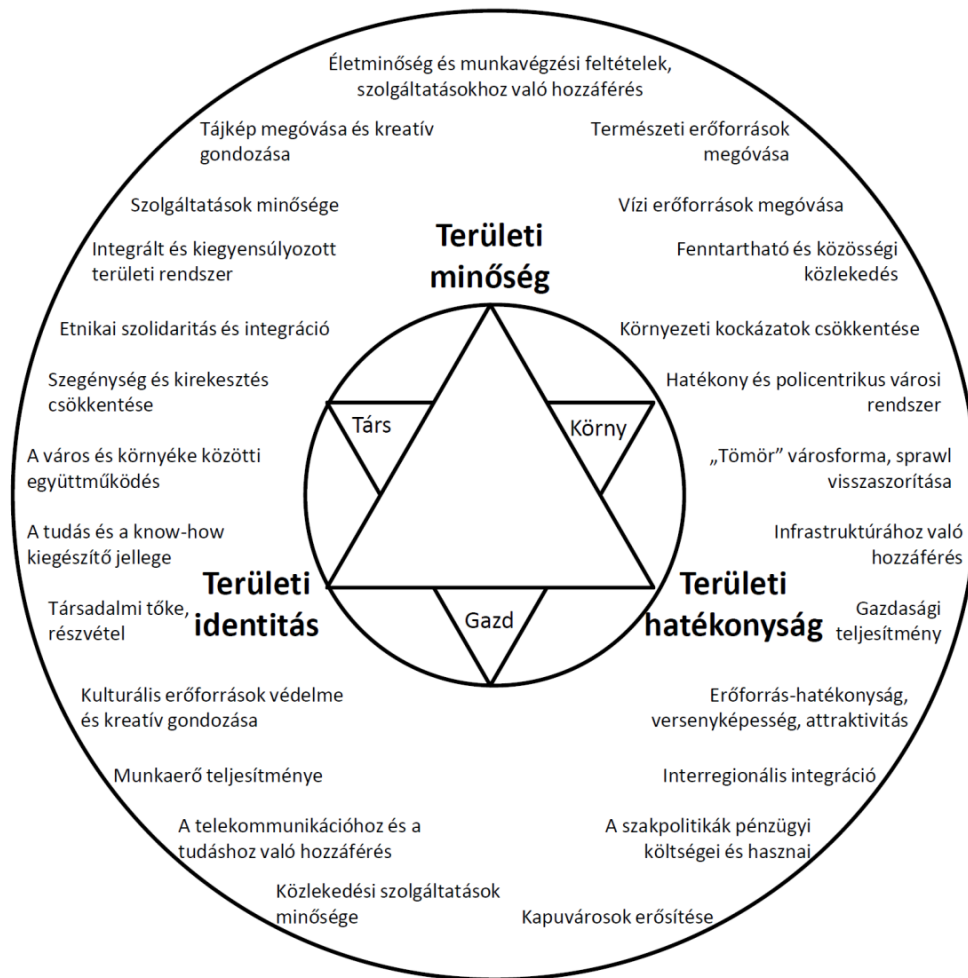 Életminőség és munkavégzési feltételek,
szolgáltatásokhoz való hozzáférés
Tájkép megóvása és kreatív
gondozása
Természeti erőforrások
megóvása
Szolgáltatások minősége
Vízi erőforrások megóvása
Területi
minőség
Integrált és kiegyensúlyozott
területi rendszer
Fenntartható és közösségi
közlekedés
Etnikai szolidaritás és integráció
Környezeti kockázatok csökkentése
Szegénység és kirekesztés
csökkentése
Hatékony és policentrikus városi
rendszer
Társ
Körny
A város és környéke közötti
együttműködés
„Tömör” városforma, sprawl
visszaszorítása
A tudás és a know-how
kiegészítő jellege
Infrastruktúrához való
hozzáférés
Területi
identitás
Területi
hatékonyság
Gazd
Társadalmi tőke,
részvétel
Gazdasági
teljesítmény
Kulturális erőforrások védelme
és kreatív gondozása
Erőforrás-hatékonyság,
versenyképesség, attraktivitás
Munkaerő teljesítménye
Interregionális integráció
A telekommunikációhoz és a
tudáshoz való hozzáférés
A szakpolitikák pénzügyi
költségei és hasznai
Közlekedési szolgáltatások
minősége
Kapuvárosok erősítése